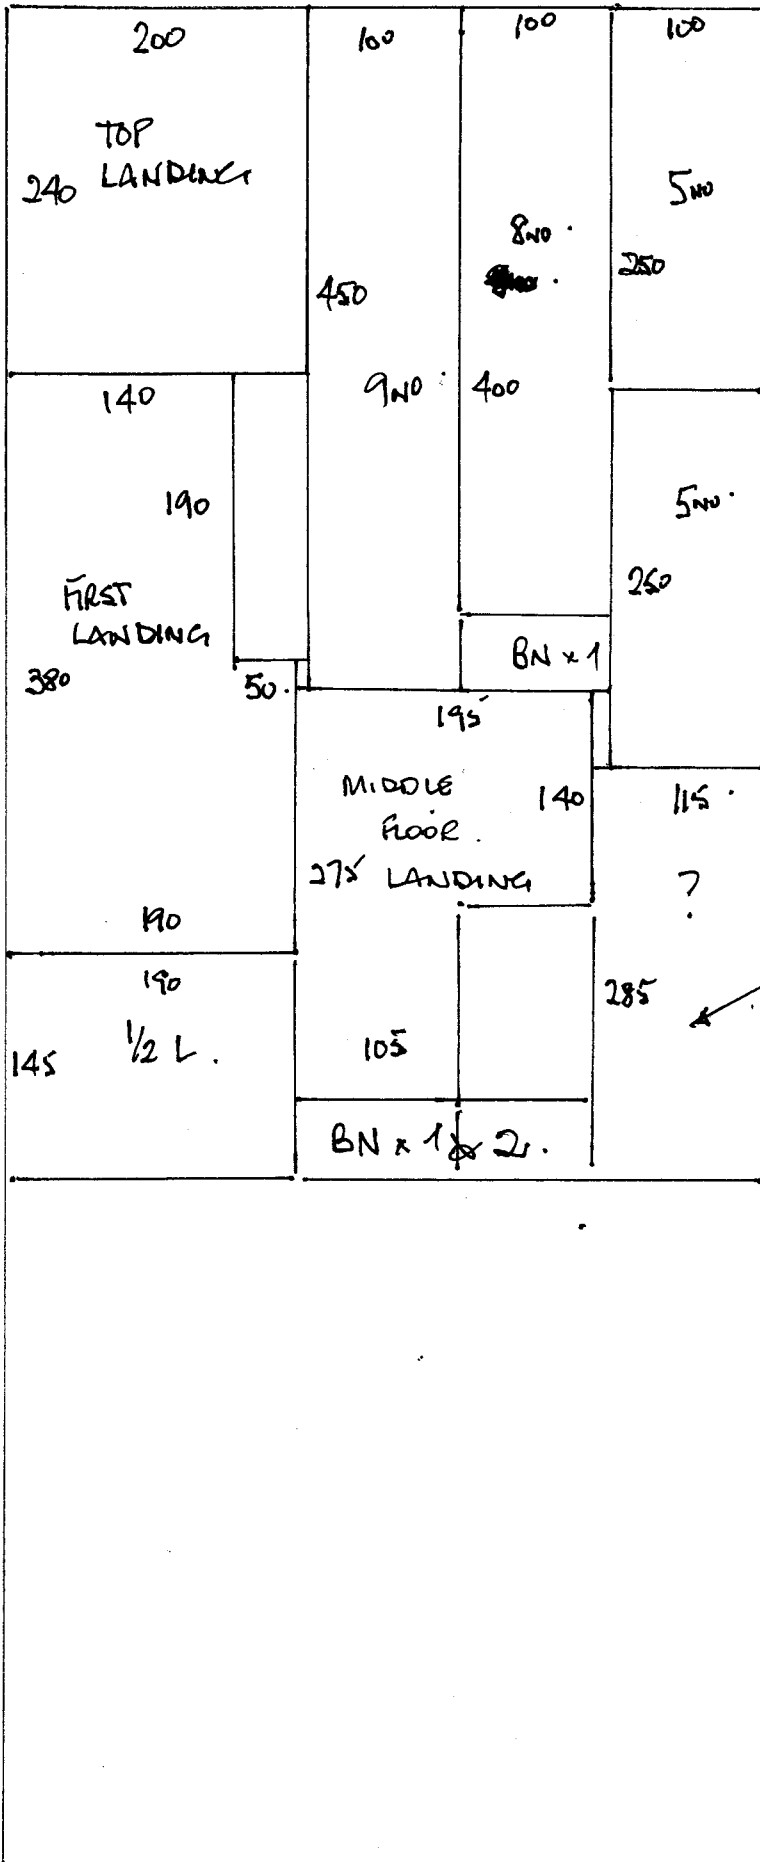 200
100
100
100
TOP
LANDING
240
5NO
8NO.
250
450
9NO
400
140
190
5NO.
250
FIRST
LANDING
BN x 1
380
50.
195
MIDDLE
FLOOR.
275 LANDING
140
115.
?
190
190
285
145
1/2 L.
105
BN x 1 & 2.